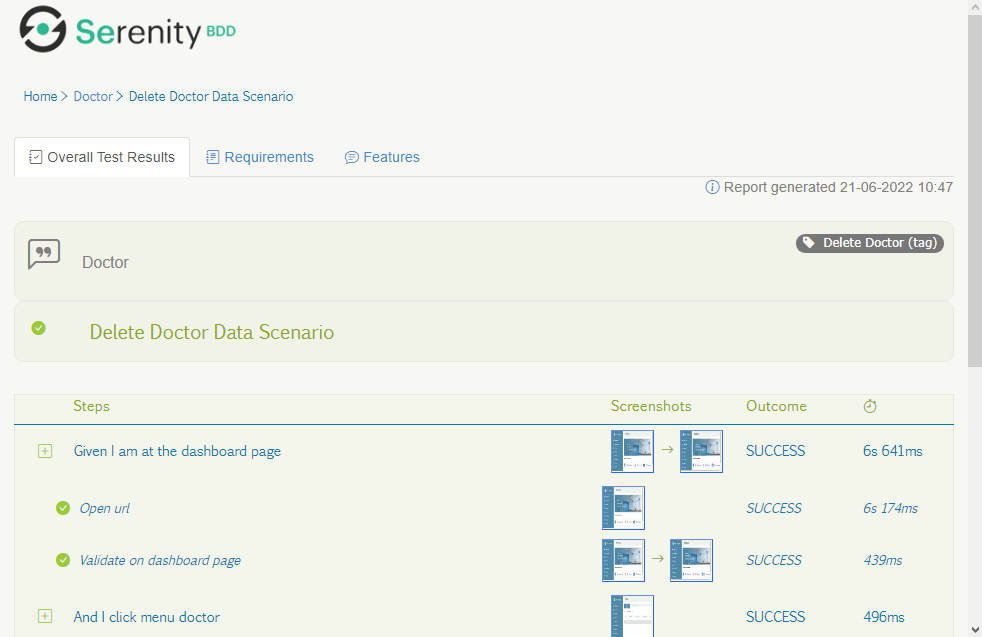 Serenity BDD
Home > Doctor > Delete Doctor Data Scenario
Overall Test Results Requirements Features
Report generated 21-06-2022 10:47
Delete Doctor (tag)
Doctor
Delete Doctor Data Scenario
Steps Screenshots Outcome
Given I am at the dashboard page SUCCESS 6s 641ms
Open url SUCCESS 6s 174ms
Validate on dashboard page SUCCESS 439ms
And I click menu doctor SUCCESS 496ms